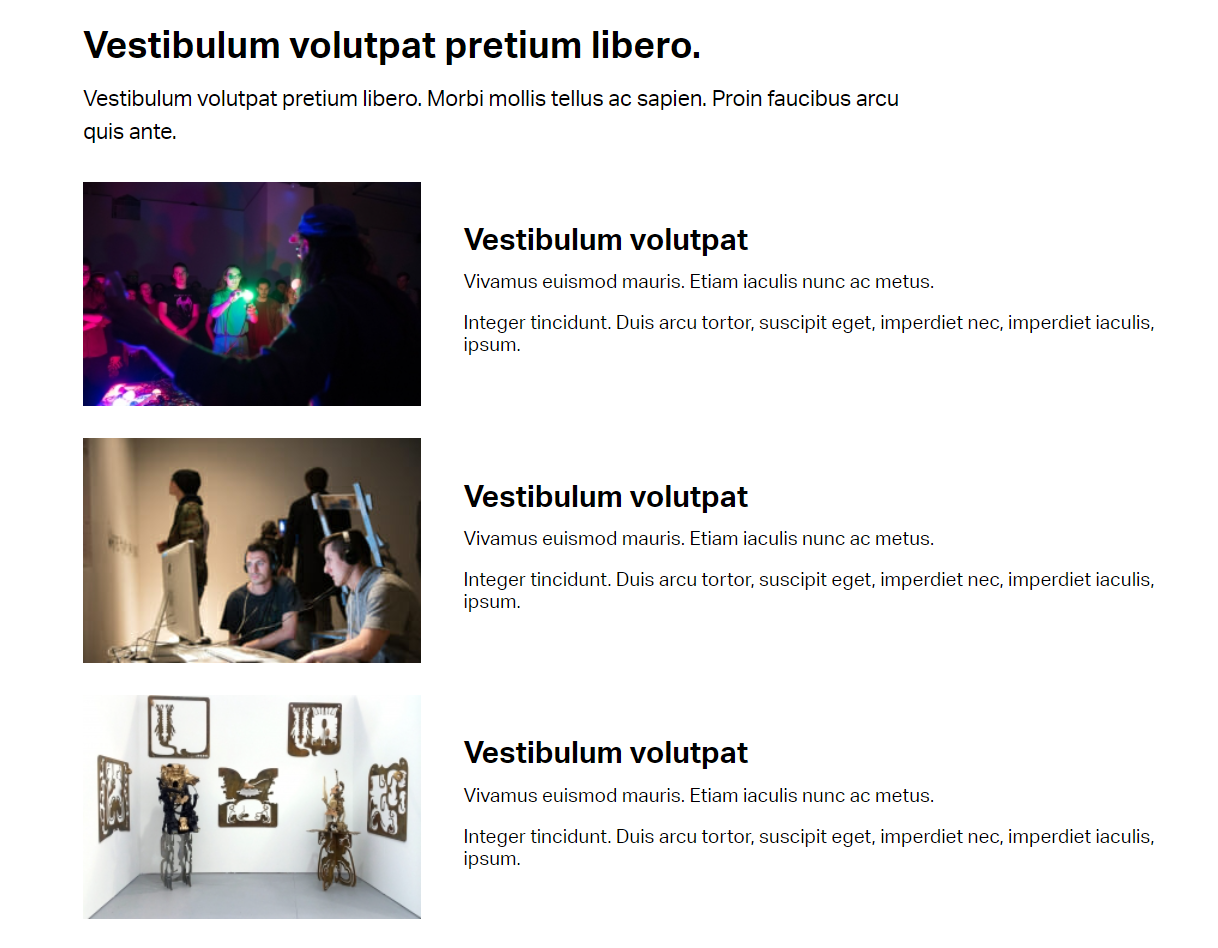 Vestibulum volutpat pretium libero.
Vestibulum volutpat pretium libero. Morbi mollis tellus ac sapien. Proin faucibus arcu
quis ante.
Vestibulum volutpat
Vivamus euismod mauris. Etiam iaculis nunc ac metus.
Integer tincidunt. Duis arcu tortor, suscipit eget, imperdiet nec, imperdiet iaculis,
ipsum.
Vestibulum volutpat
Vivamus euismod mauris. Etiam iaculis nunc ac metus.
Integer tincidunt. Duis arcu tortor, suscipit eget, imperdiet nec, imperdiet iaculis,
ipsum.
Vestibulum volutpat
Vivamus euismod mauris. Etiam iaculis nunc ac metus.
Integer tincidunt. Duis arcu tortor, suscipit eget, imperdiet nec, imperdiet iaculis,
ipsum.